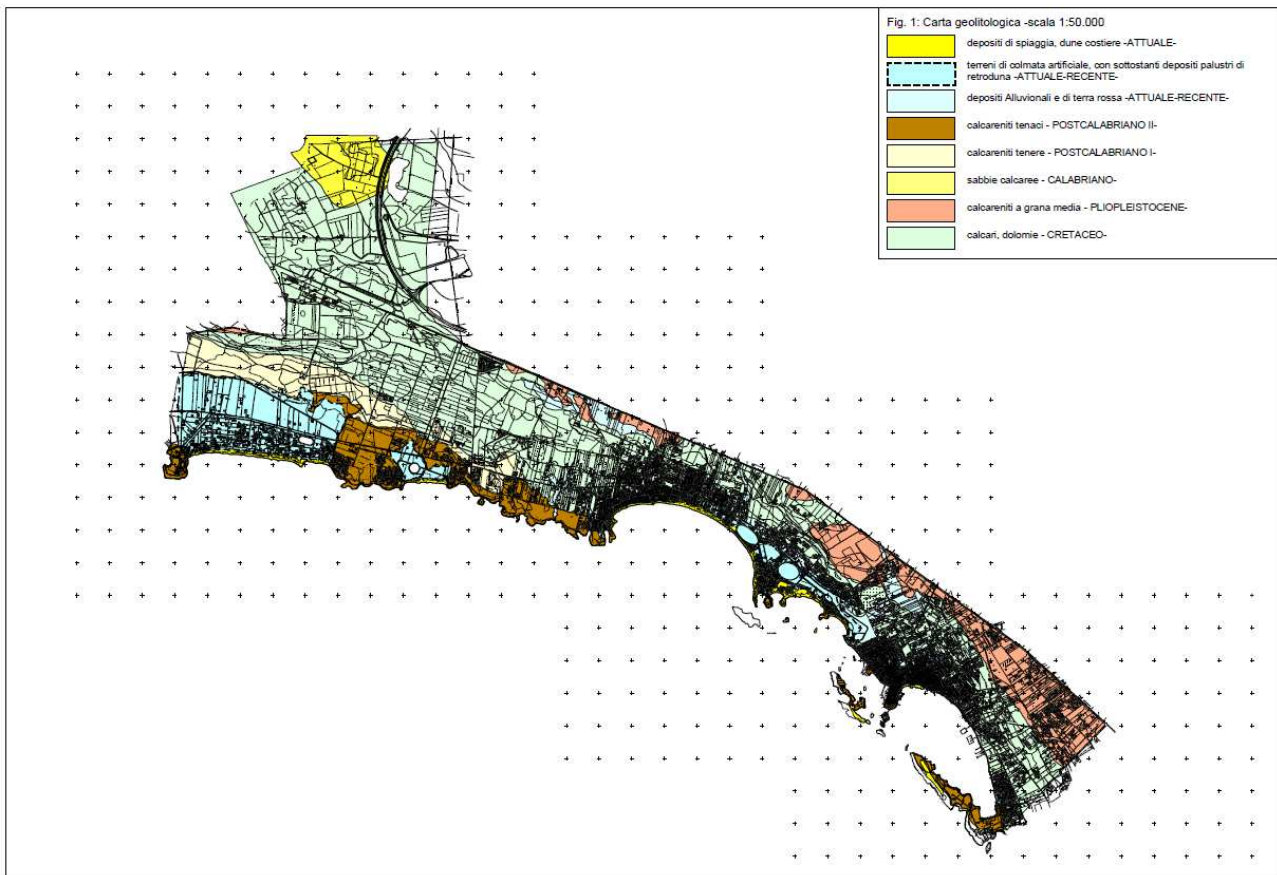 Fig. 1: Carta geolitologica -scala 1:50.000
depositi di spiaggia, dune costiere -ATTUALE-
terreni di colmata artificiale, con sottostanti depositi palustri di
retroduna -ATTUALE-RECENTE-
depositi Alluvionali e di terra rossa -ATTUALE-RECENTE-
calcareniti tenaci - POSTCALABRIANO II-
calcareniti tenere - POSTCALABRIANO I-
sabbie calcaree - CALABRIANO-
calcareniti a grana media - PLIOPLEISTOCENE-
calcari, dolomie - CRETACEO-